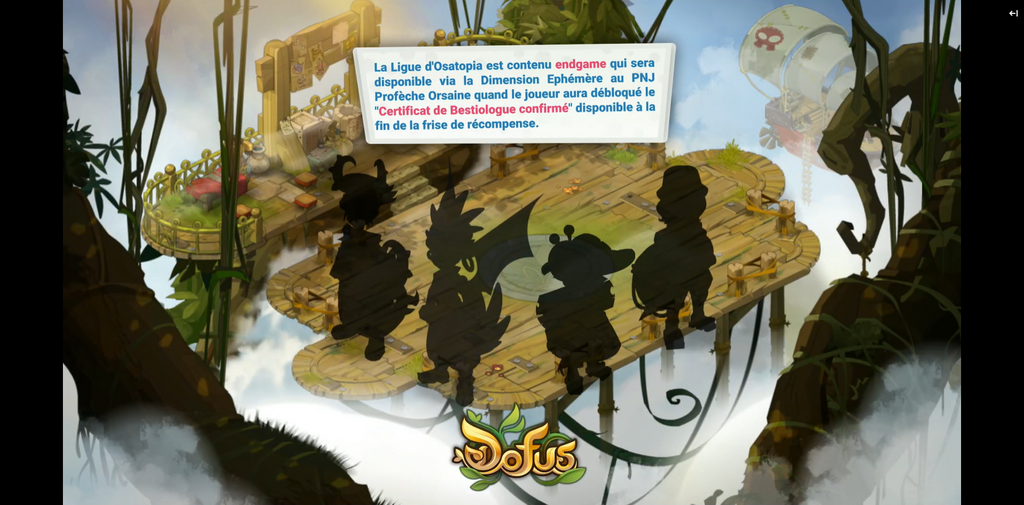 La Ligue d'Osatopia est contenu endgame qui sera
disponible via la Dimension Ephémère au PNJ
Profèche Orsaine quand le joueur aura débloqué le
"Certificat de Bestiologue confirmé" disponible à la
fin de la frise de récompense.
DOFUS